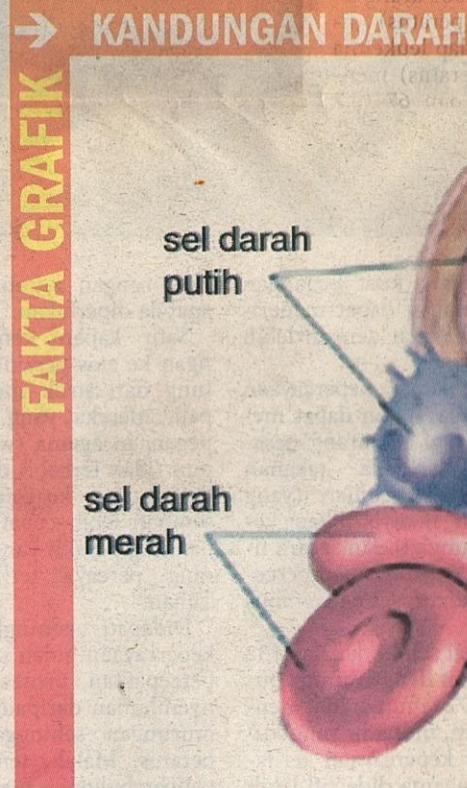 → KANDUNGAN DARAH
FAKTA GRAFIK
sel darah
putih
sel darah
merah